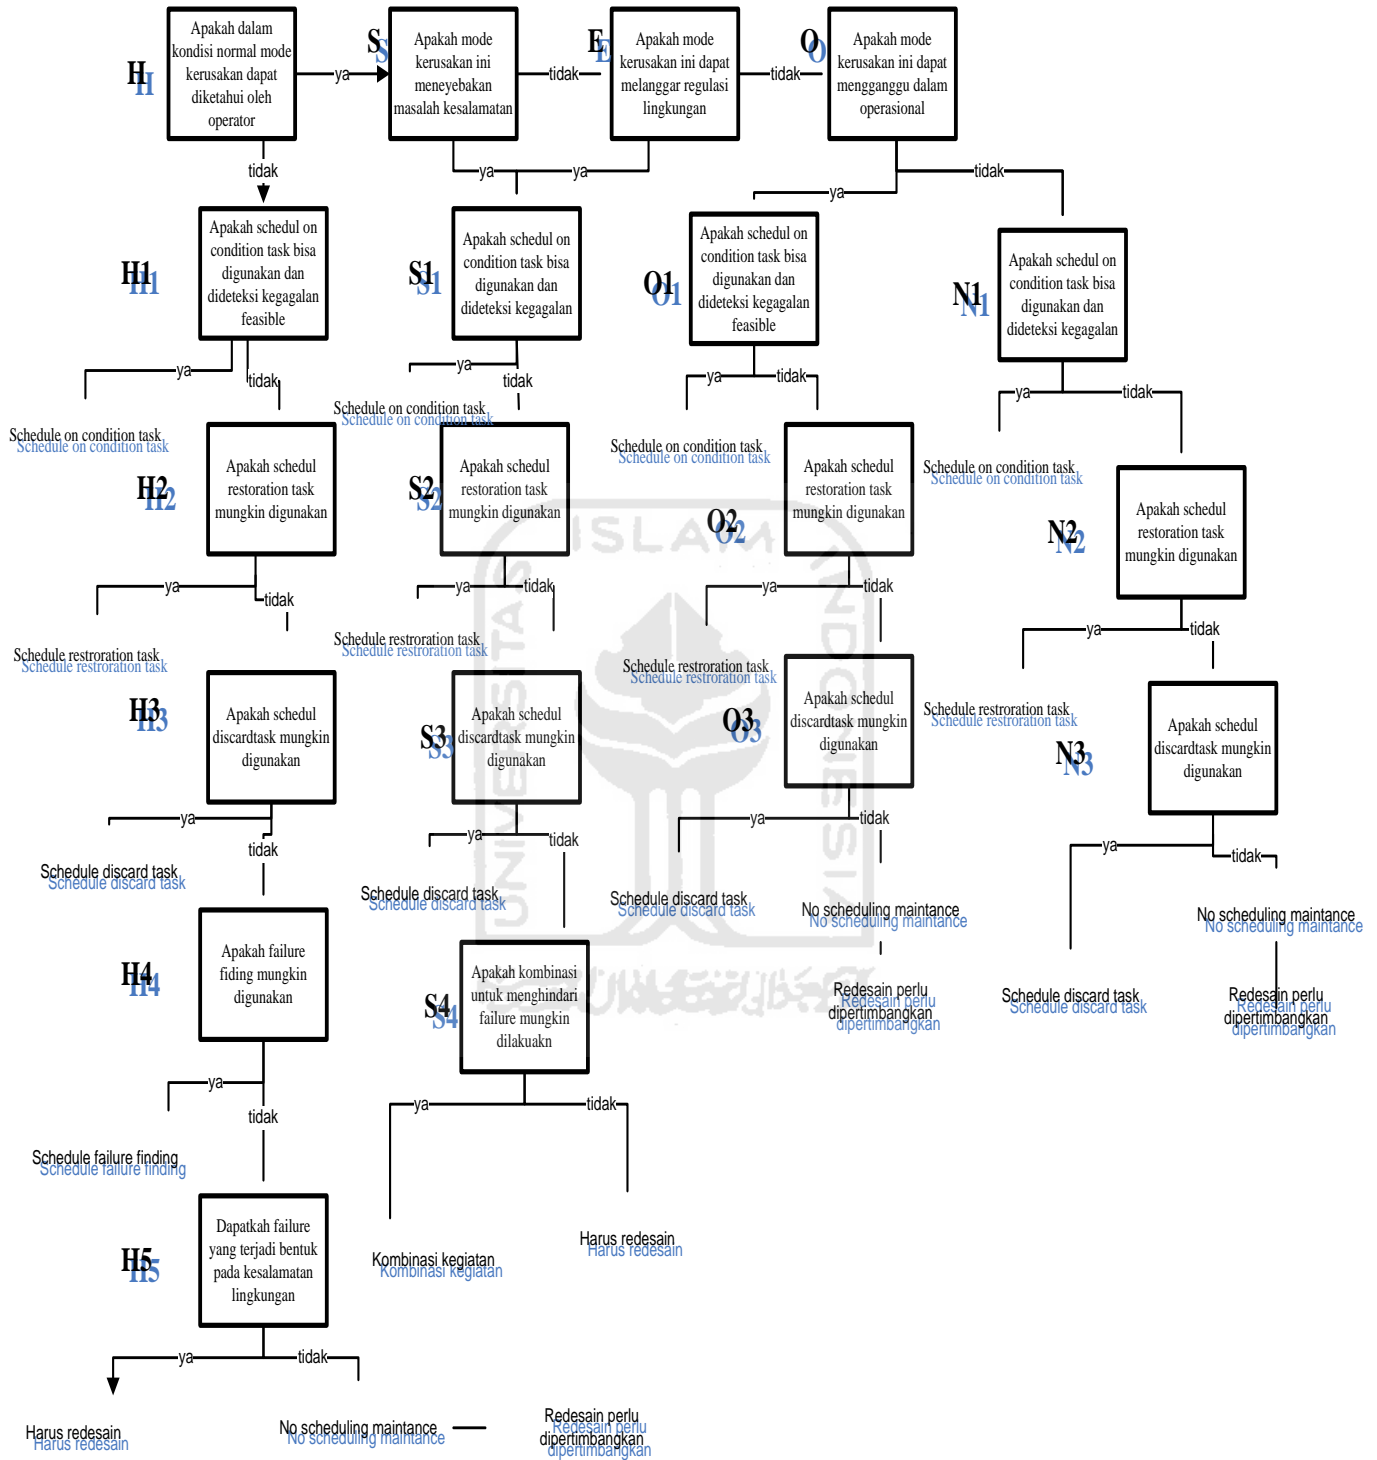 H
Apakah dalam
kondisi normal mode
kerusakan dapat
diketahui oleh
operator
ya
S
Apakah mode
kerusakan ini
meneyebakan
masalah kesalamatan
tidak
E
Apakah mode
kerusakan ini dapat
melanggar regulasi
lingkungan
tidak
O
Apakah mode
kerusakan ini dapat
mengganggu dalam
operasional
tidak
ya
ya
ya
tidak
H1
Apakah schedul on
condition task bisa
digunakan dan
dideteksi kegagalan
feasible
S1
Apakah schedul on
condition task bisa
digunakan dan
dideteksi kegagalan
O1
Apakah schedul on
condition task bisa
digunakan dan
dideteksi kegagalan
feasible
N1
Apakah schedul on
condition task bisa
digunakan dan
dideteksi kegagalan
ya
tidak
ya
tidak
ya
tidak
ya
tidak
Schedule on condition task
Schedule on condition task
Schedule on condition task
Schedule on condition task
H2
Apakah schedul
restoration task
mungkin digunakan
S2
Apakah schedul
restoration task
mungkin digunakan
O2
Apakah schedul
restoration task
mungkin digunakan
N2
Apakah schedul
restoration task
mungkin digunakan
ya
tidak
ya
tidak
ya
tidak
ya
tidak
Schedule restroration task
Schedule restroration task
Schedule restroration task
Schedule restroration task
H3
Apakah schedul
discardtask mungkin
digunakan
S3
Apakah schedul
discardtask mungkin
digunakan
O3
Apakah schedul
discardtask mungkin
digunakan
N3
Apakah schedul
discardtask mungkin
digunakan
ya
tidak
ya
tidak
ya
tidak
ya
tidak
Schedule discard task
Schedule discard task
Schedule discard task
No scheduling maintance
Redesain perlu
dipertimbangkan
Schedule discard task
No scheduling maintance
Redesain perlu
dipertimbangkan
H4
Apakah failure
fiding mungkin
digunakan
S4
Apakah kombinasi
untuk menghindari
failure mungkin
dilakuakn
ya
tidak
ya
tidak
Schedule failure finding
Kombinasi kegiatan
Harus redesain
H5
Dapatkah failure
yang terjadi bentuk
pada kesalamatan
lingkungan
ya
tidak
Harus redesain
No scheduling maintance
Redesain perlu
dipertimbangkan
UNIVERSITAS
ISLAM
INDONESIA